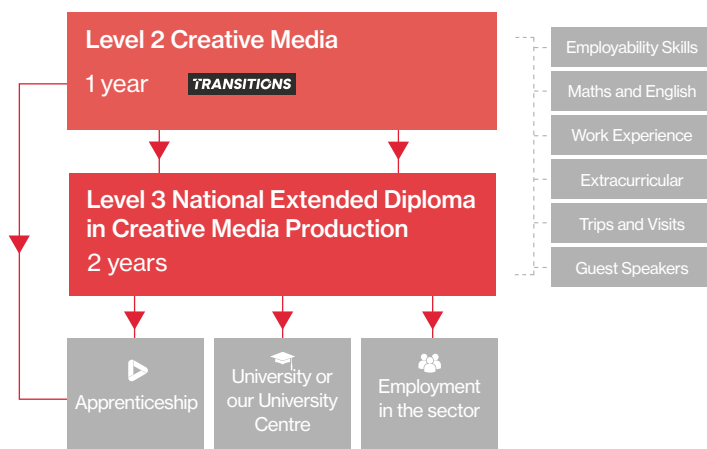 Level 2 Creative Media
1 year
TRANSITIONS
Level 3 National Extended Diploma
in Creative Media Production
2 years
Apprenticeship
University or
our University
Centre
Employment
in the sector
Employability Skills
Maths and English
Work Experience
Extracurricular
Trips and Visits
Guest Speakers